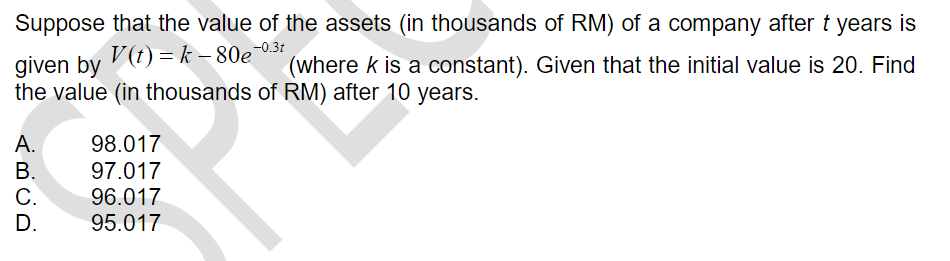 Suppose that the value of the assets (in thousands of RM) of a company after t years is
given by V(t) = k − 80e^−0.3t (where k is a constant). Given that the initial value is 20. Find
the value (in thousands of RM) after 10 years.
A. 98.017
B. 97.017
C. 96.017
D. 95.017